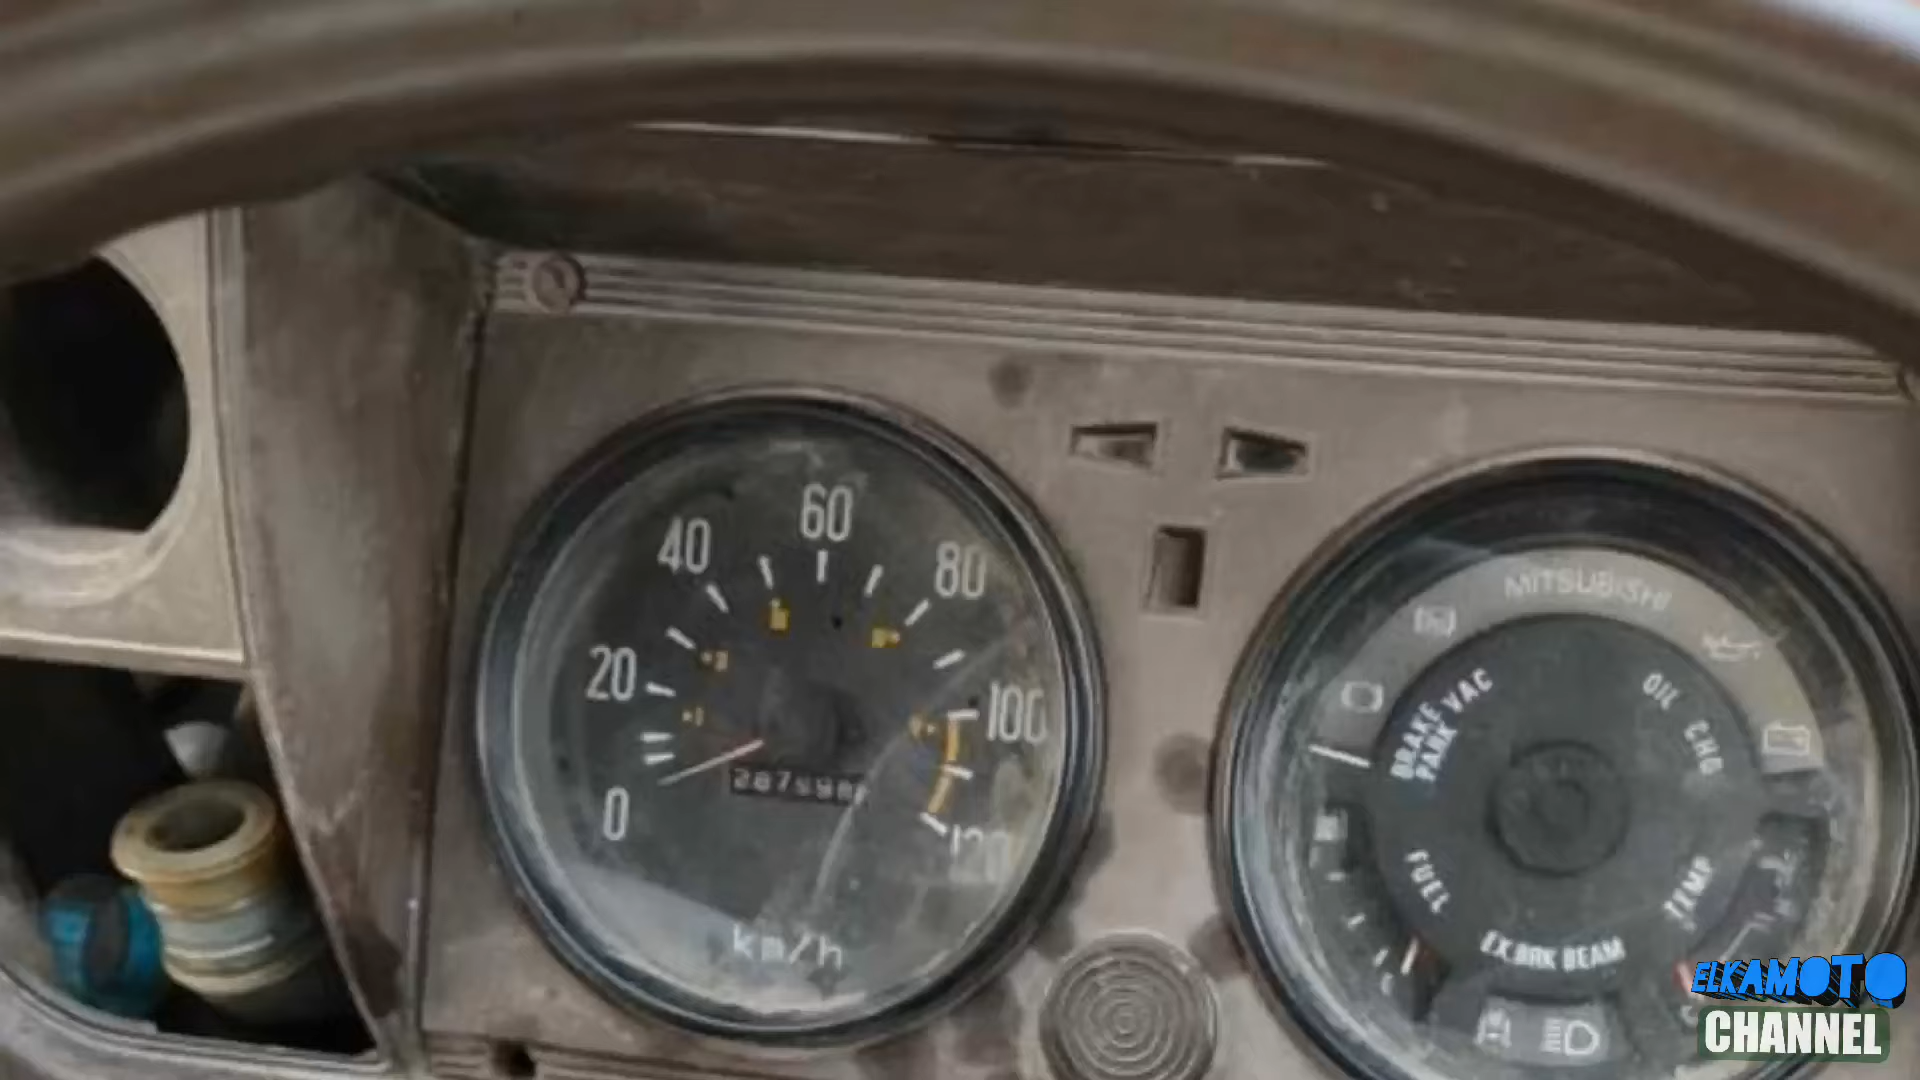 60
40
80
20
100
0
120
km/h
MITSUBISHI
BRAKE VAC
PARK
OIL CHG
FUEL
TEMP
EX.BRK BEAM
ELKAMOTO
CHANNEL